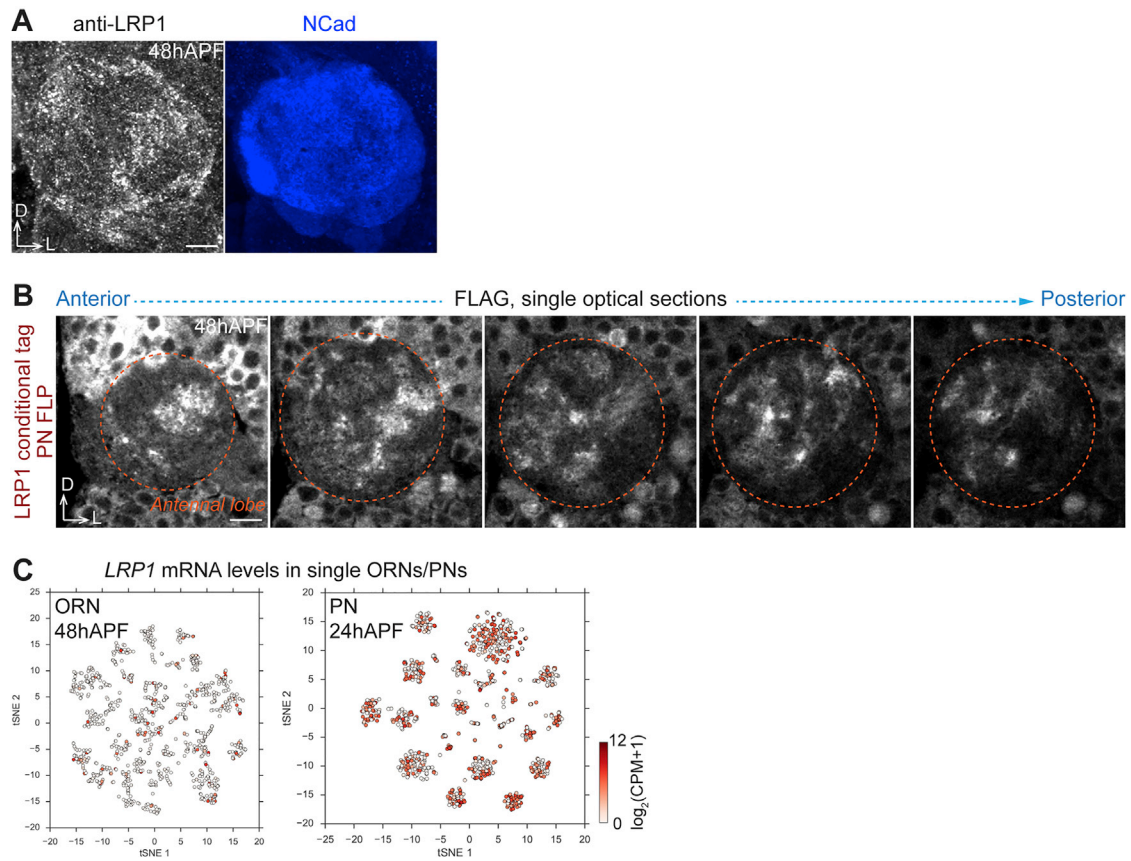 A
anti-LRP1
NCad
48hAPF
D
L
B
Anterior
FLAG, single optical sections
Posterior
LRP1 conditional tag
PN FLP
48hAPF
Antennal lobe
D
L
C
LRP1 mRNA levels in single ORNs/PNs
ORN
48hAPF
25
20
15
10
5
0
-5
-10
-15
-20
tSNE 2
-20 -15 -10 -5 0 5 10 15 20
tSNE 1
PN
24hAPF
20
15
10
5
0
-5
-10
-15
-20
tSNE 2
-25 -20 -15 -10 -5 0 5 10 15 20
tSNE 1
12
0
log2(CPM+1)